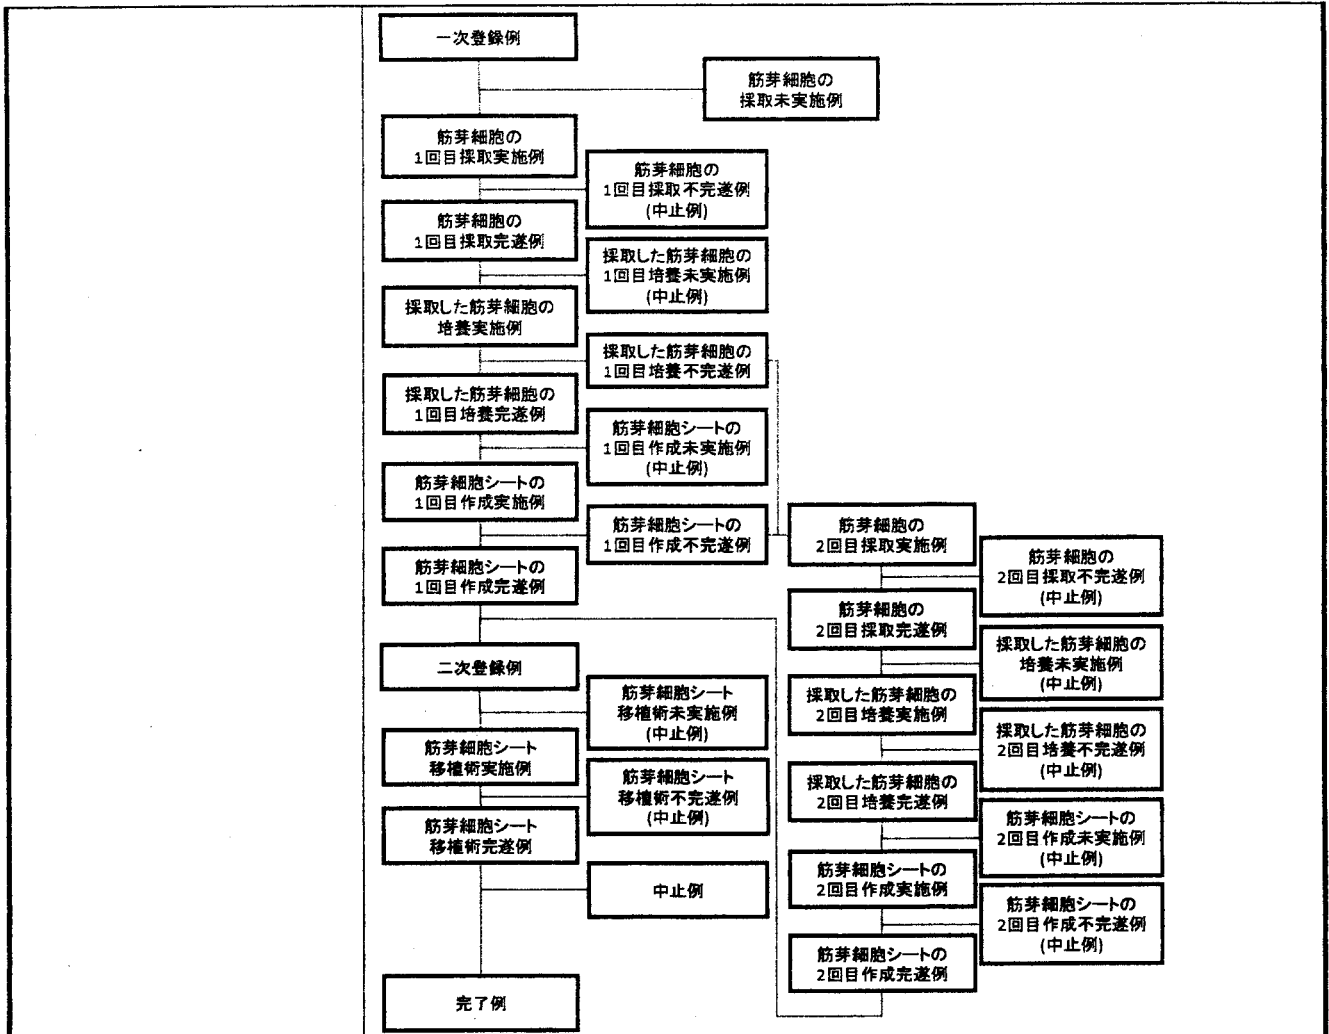 一次登録例
筋芽細胞の
採取未実施例
筋芽細胞の
1回目採取実施例
筋芽細胞の
1回目採取不完遂例
(中止例)
筋芽細胞の
1回目採取完遂例
採取した筋芽細胞の
1回目培養未実施例
(中止例)
採取した筋芽細胞の
培養実施例
採取した筋芽細胞の
1回目培養不完遂例
採取した筋芽細胞の
1回目培養完遂例
筋芽細胞シートの
1回目作成未実施例
(中止例)
筋芽細胞シートの
1回目作成実施例
筋芽細胞シートの
1回目作成不完遂例
筋芽細胞シートの
1回目作成完遂例
筋芽細胞の
2回目採取実施例
筋芽細胞の
2回目採取不完遂例
(中止例)
筋芽細胞の
2回目採取完遂例
採取した筋芽細胞の
培養未実施例
(中止例)
採取した筋芽細胞の
2回目培養実施例
採取した筋芽細胞の
2回目培養不完遂例
(中止例)
採取した筋芽細胞の
2回目培養完遂例
筋芽細胞シートの
2回目作成未実施例
(中止例)
筋芽細胞シートの
2回目作成実施例
筋芽細胞シートの
2回目作成不完遂例
(中止例)
筋芽細胞シートの
2回目作成完遂例
二次登録例
筋芽細胞シート
移植術未実施例
(中止例)
筋芽細胞シート
移植術実施例
筋芽細胞シート
移植術不完遂例
(中止例)
筋芽細胞シート
移植術完遂例
中止例
完了例